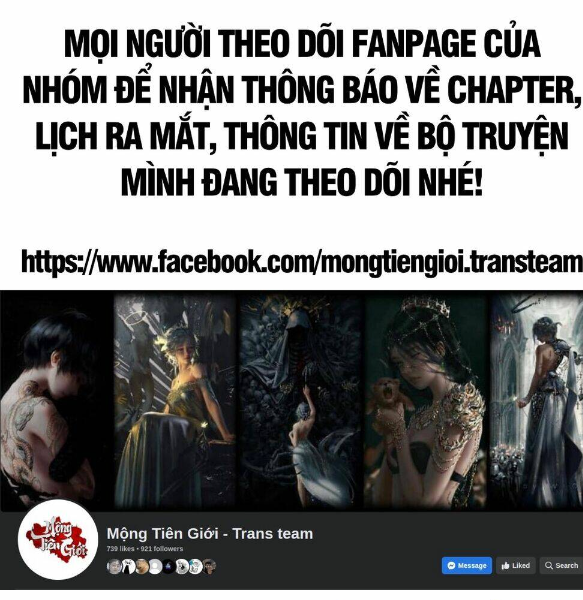 MỌI NGƯỜI THEO DÕI FANPAGE CỦA
NHÓM ĐỂ NHẬN THÔNG BÁO VỀ CHAPTER,
LỊCH RA MẮT, THÔNG TIN VỀ BỘ TRUYỆN
MÌNH ĐANG THEO DÕI NHÉ!
https://www.facebook.com/mongtiengioi.transteam
Mộng
Tiên Giới
Mộng Tiên Giới - Trans team
739 likes • 921 followers
Message
Liked
Search